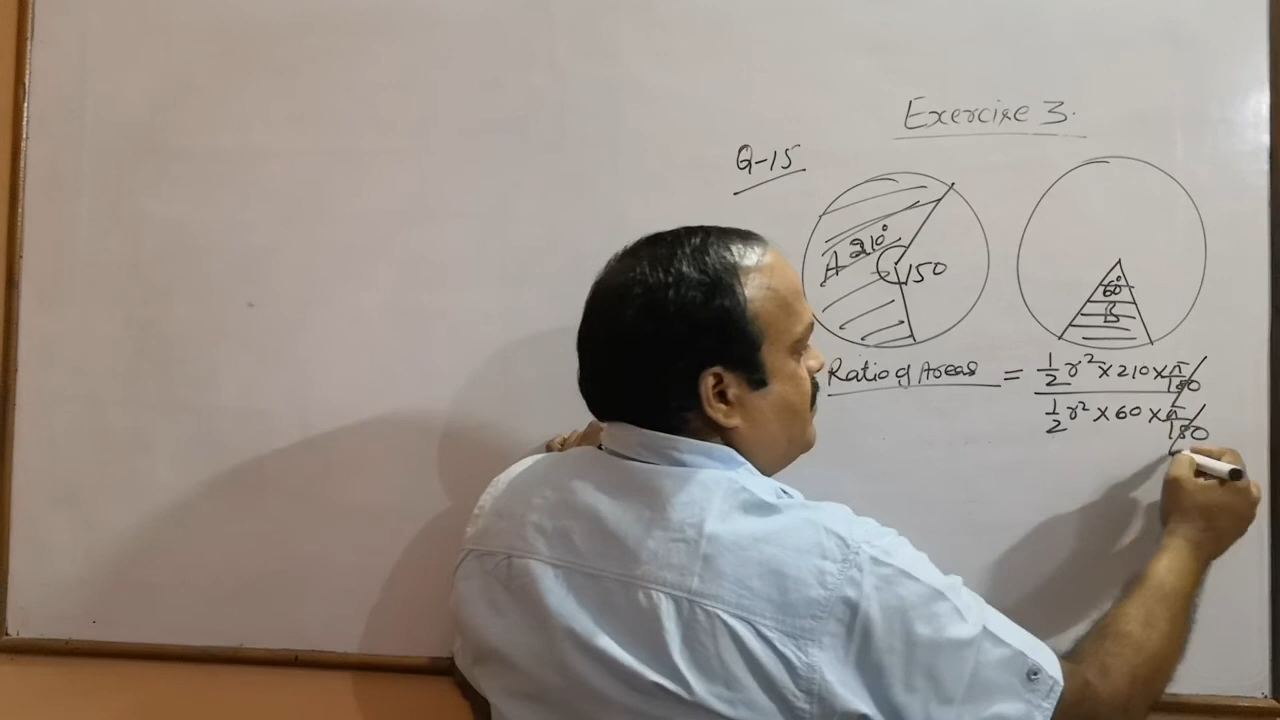 Exercise 3.
Q-15
A 210°
150
60°
B
Ratio of Areas = 1/2 r² × 210 × π/180
1/2 r² × 60 × π/180